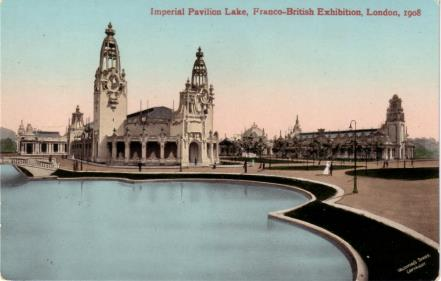 Imperial Pavilion Lake, Franco-British Exhibition, London, 1908